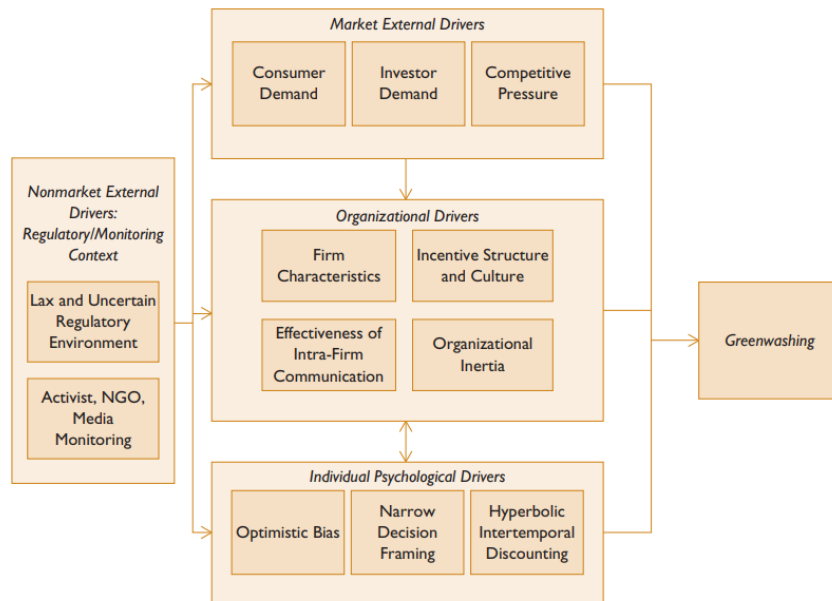 Market External Drivers
Consumer
Demand
Investor
Demand
Competitive
Pressure
Nonmarket External
Drivers:
Regulatory/Monitoring
Context
Lax and Uncertain
Regulatory
Environment
Activist, NGO,
Media
Monitoring
Organizational Drivers
Firm
Characteristics
Incentive Structure
and Culture
Effectiveness of
Intra-Firm
Communication
Organizational
Inertia
Individual Psychological Drivers
Optimistic Bias
Narrow
Decision
Framing
Hyperbolic
Intertemporal
Discounting
Greenwashing